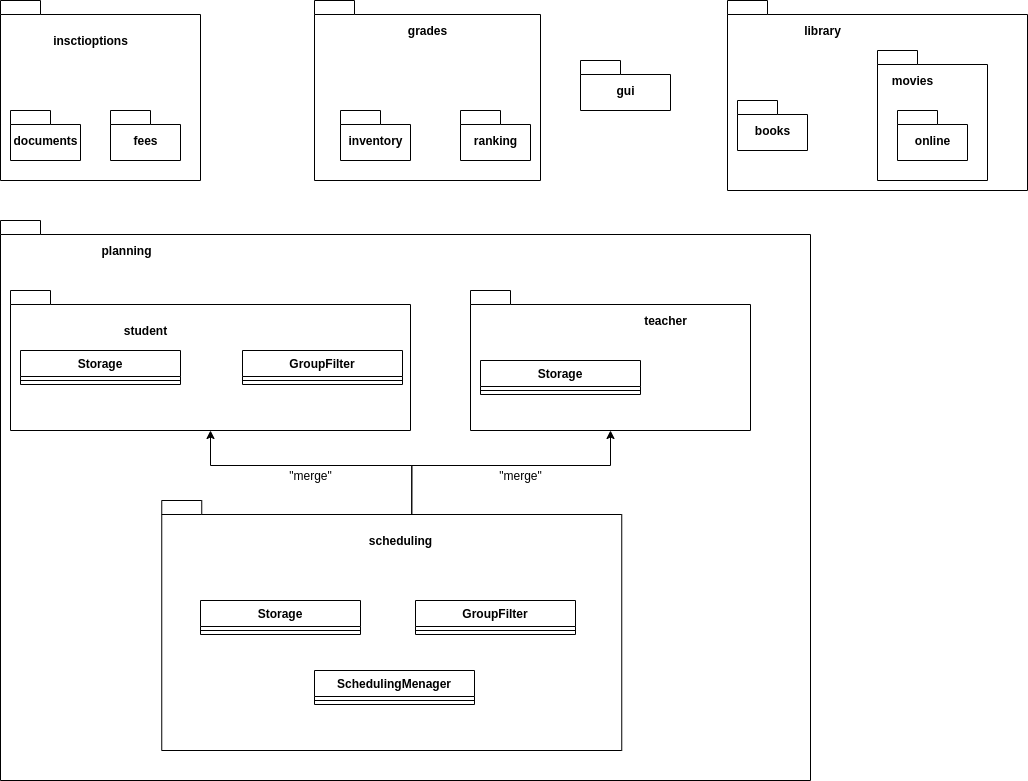 insctioptions
documents
fees
grades
inventory
ranking
gui
library
books
movies
online
planning
student
Storage
GroupFilter
teacher
Storage
"merge"
"merge"
scheduling
Storage
GroupFilter
SchedulingMenager